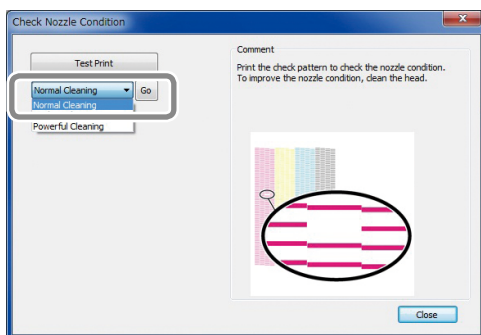 Check Nozzle Condition
Test Print
Normal Cleaning
Go
Normal Cleaning
Powerful Cleaning
Comment
Print the check pattern to check the nozzle condition.
To improve the nozzle condition, clean the head.
Close